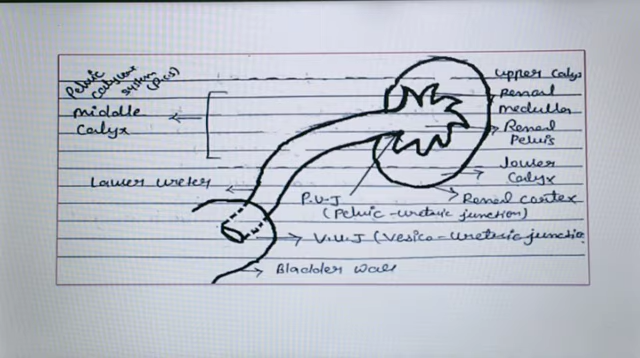 Pelvic
calyceal
system (PCS)
middle
calyx
Lower ureter
upper calyx
Renal
medulla
Renal
Pelvis
lower
calyx
Renal cortex
P.U.J
(Pelvic-ureteric junction)
V.U.J (Vesico-ureteric junction
Bladder wall